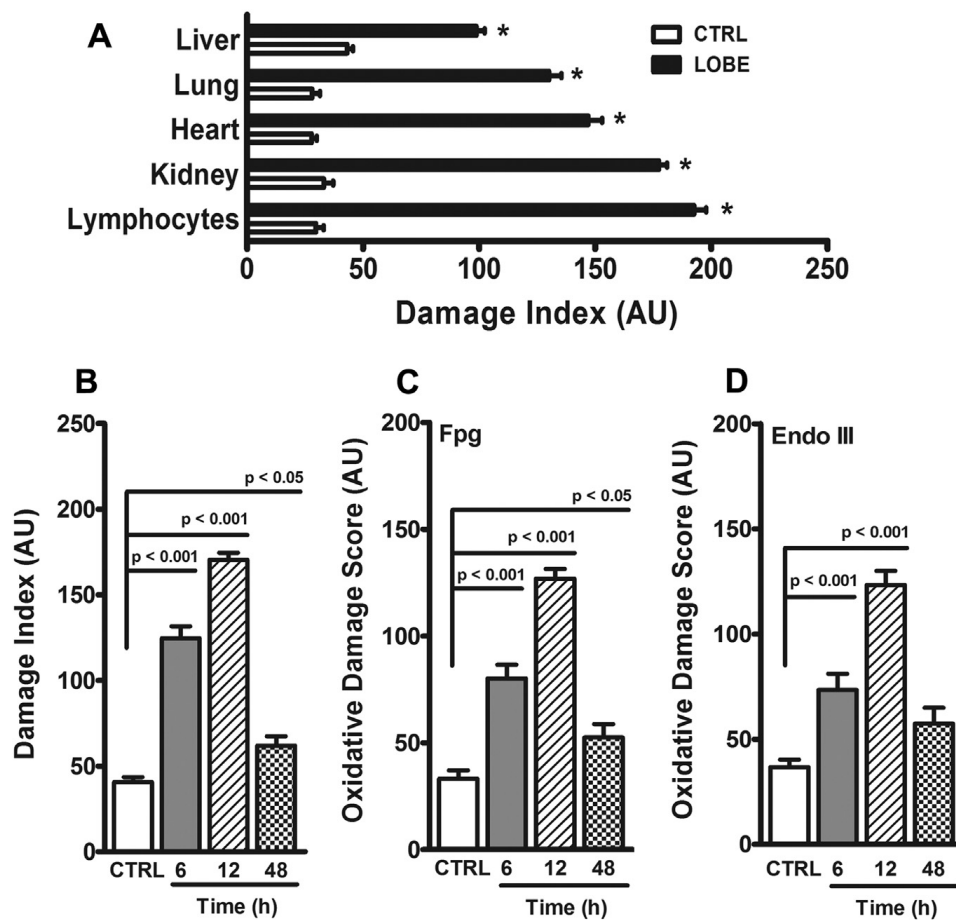 A
CTRL
LOBE
Liver
Lung
Heart
Kidney
Lymphocytes
0 50 100 150 200 250
Damage Index (AU)
B
Damage Index (AU)
250
200
150
100
50
0
p < 0.05
p < 0.001
p < 0.001
CTRL 6 12 48
Time (h)
C
Oxidative Damage Score (AU)
Fpg
200
150
100
50
0
p < 0.05
p < 0.001
p < 0.001
CTRL 6 12 48
Time (h)
D
Oxidative Damage Score (AU)
Endo III
200
150
100
50
0
p < 0.001
p < 0.001
CTRL 6 12 48
Time (h)